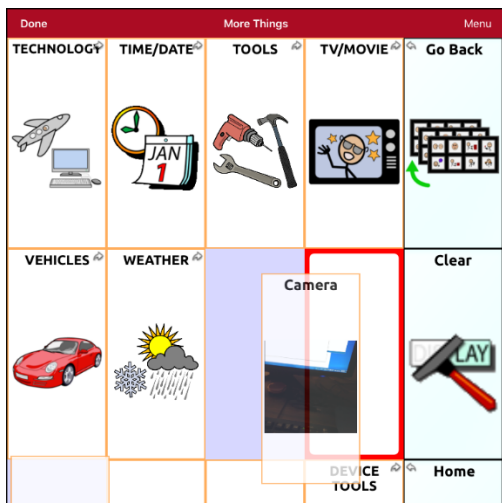 Done
More Things
Menu
TECHNOLOGY
TIME/DATE
TOOLS
TV/MOVIE
Go Back
JAN
1
VEHICLES
WEATHER
Camera
Clear
DEVICE
TOOLS
Home